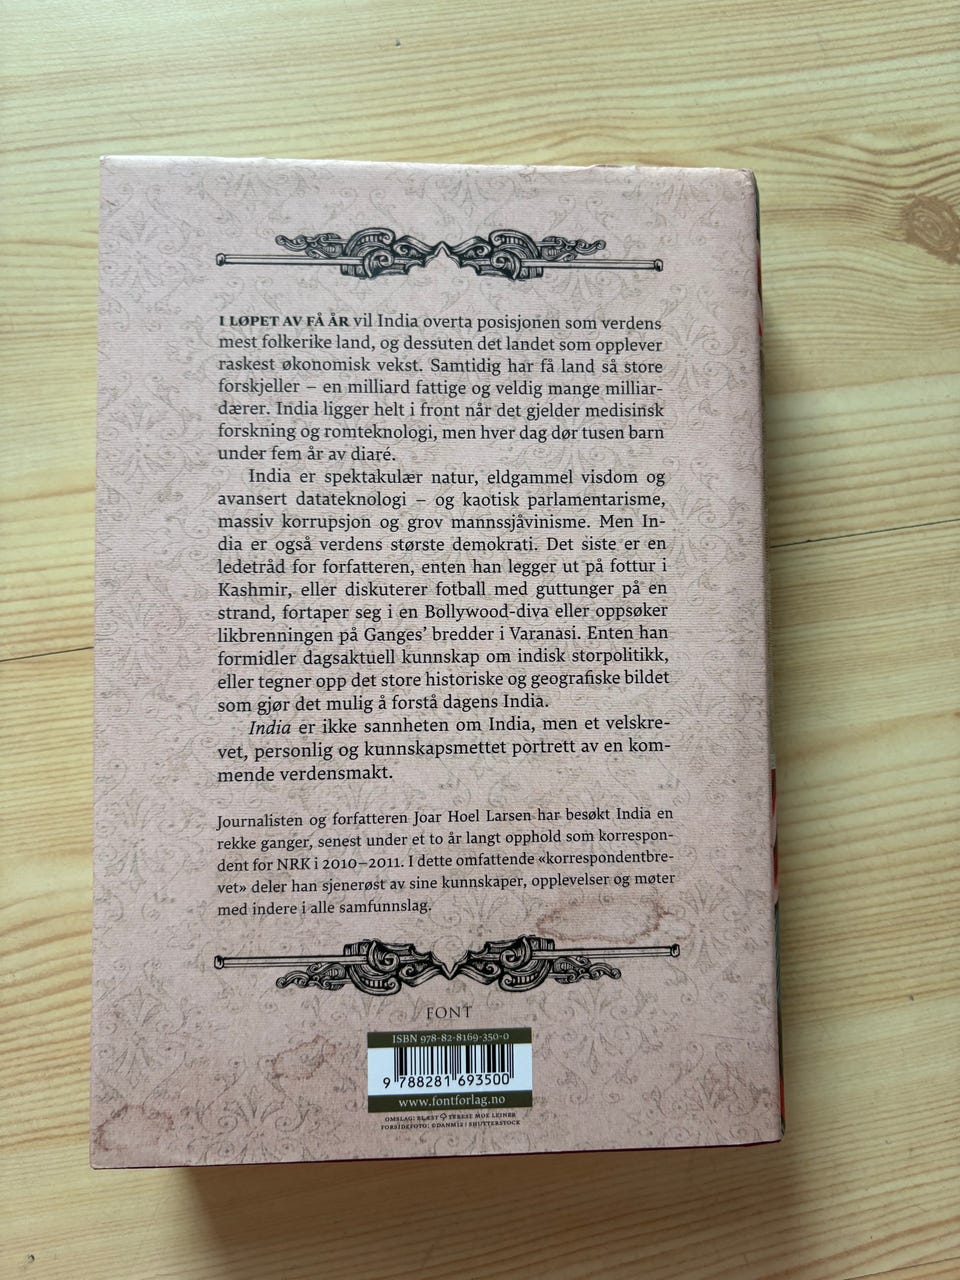 I LØPET AV FÅ ÅR vil India overta posisjonen som verdens
mest folkerike land, og dessuten det landet som opplever
raskest økonomisk vekst. Samtidig har få land så store
forskjeller – en milliard fattige og veldig mange milliar-
dærer. India ligger helt i front når det gjelder medisinsk
forskning og romteknologi, men hver dag dør tusen barn
under fem år av diaré.
India er spektakulær natur, eldgammel visdom og
avansert datateknologi – og kaotisk parlamentarisme,
massiv korrupsjon og grov mannssjåvinisme. Men In-
dia er også verdens største demokrati. Det siste er en
ledetråd for forfatteren, enten han legger ut på fottur i
Kashmir, eller diskuterer fotball med guttunger på en
strand, fortaper seg i en Bollywood-diva eller oppsøker
likbrenningen på Ganges’ bredder i Varanasi. Enten han
formidler dagsaktuell kunnskap om indisk storpolitikk,
eller tegner opp det store historiske og geografiske bildet
som gjør det mulig å forstå dagens India.
India er ikke sannheten om India, men et velskre-
vet, personlig og kunnskapsmettet portrett av en kom-
mende verdensmakt.
Journalisten og forfatteren Joar Hoel Larsen har besøkt India en
rekke ganger, senest under et to år langt opphold som korrespon-
dent for NRK i 2010–2011. I dette omfattende «korrespondentbre-
vet» deler han sjenerøst av sine kunnskaper, opplevelser og møter
med indere i alle samfunnslag.
FONT
ISBN 978-82-8169-350-0
9 788281 693500
www.fontforlag.no
OMSLAG: BLÆST TERESE MOE LEINER
FORSIDEFOTO: ©DANM12 | SHUTTERSTOCK